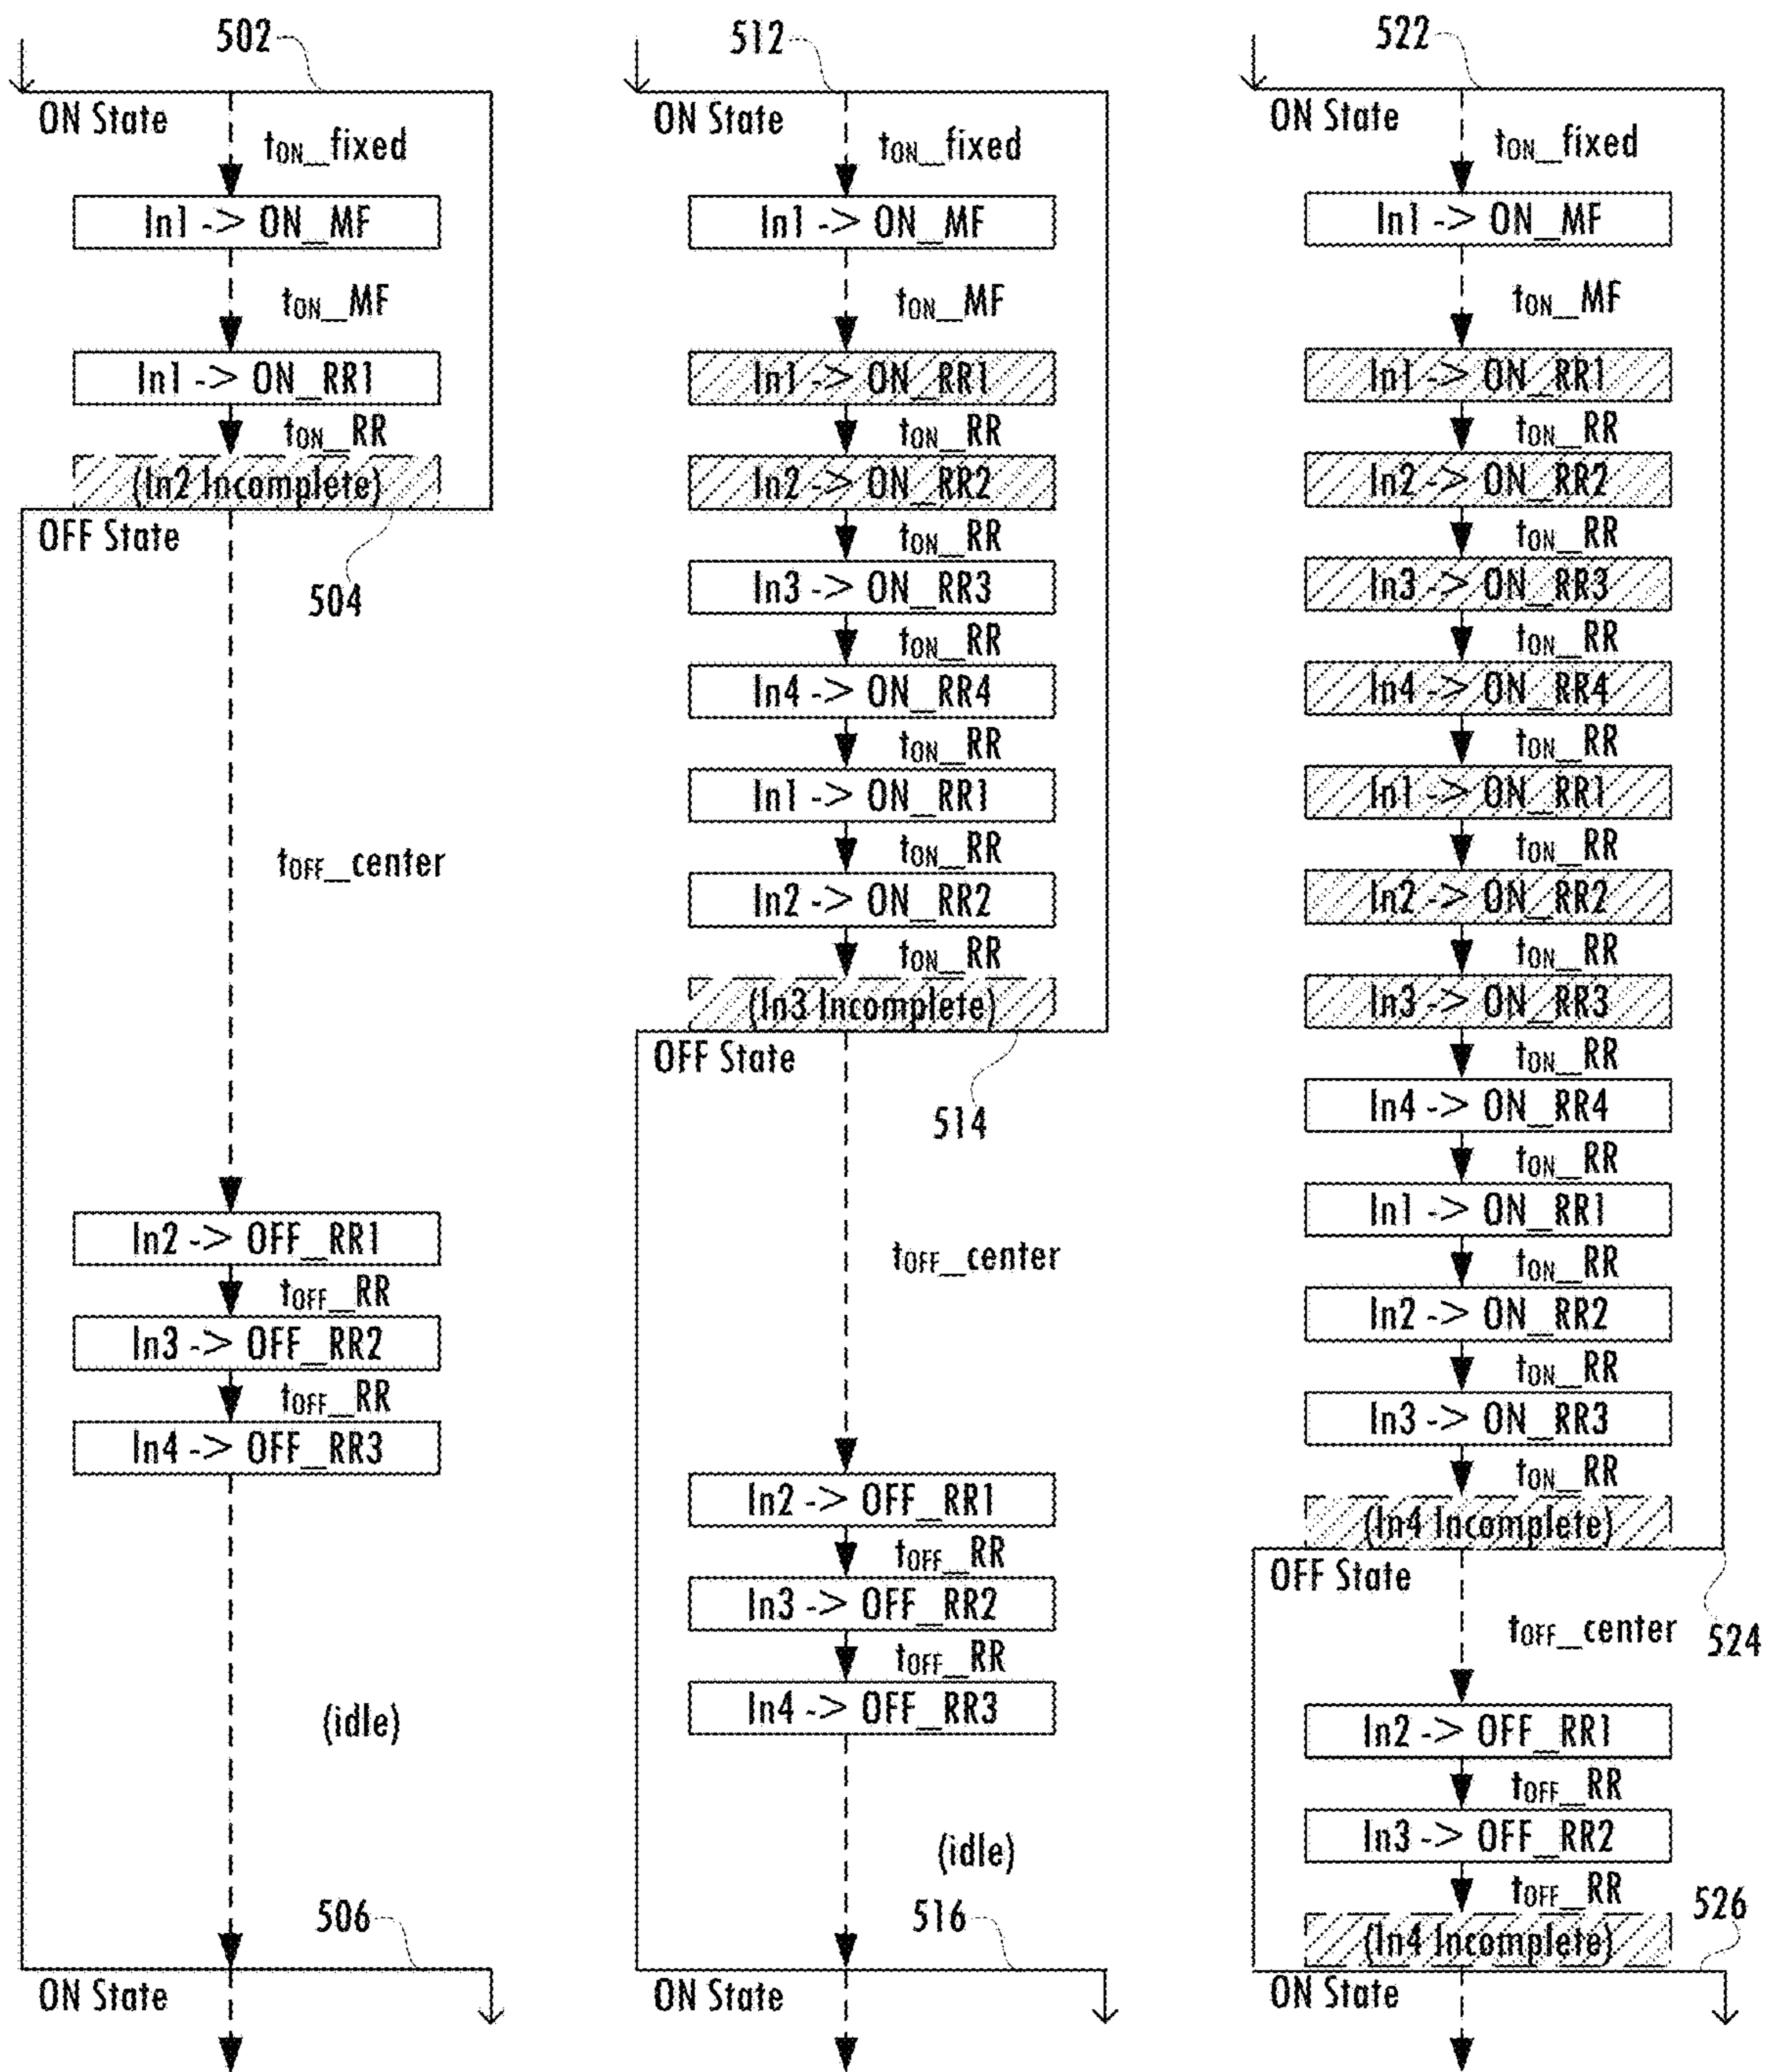 502
ON State
tON_fixed
In1 -> ON_MF
tON_MF
In1 -> ON_RR1
tON_RR
(In2 Incomplete)
OFF State
504
tOFF_center
In2 -> OFF_RR1
tOFF_RR
In3 -> OFF_RR2
tOFF_RR
In4 -> OFF_RR3
(idle)
506
ON State
512
ON State
tON_fixed
In1 -> ON_MF
tON_MF
In1 -> ON_RR1
tON_RR
In2 -> ON_RR2
tON_RR
In3 -> ON_RR3
tON_RR
In4 -> ON_RR4
tON_RR
In1 -> ON_RR1
tON_RR
In2 -> ON_RR2
tON_RR
(In3 Incomplete)
OFF State
514
tOFF_center
In2 -> OFF_RR1
tOFF_RR
In3 -> OFF_RR2
tOFF_RR
In4 -> OFF_RR3
(idle)
516
ON State
522
ON State
tON_fixed
In1 -> ON_MF
tON_MF
In1 -> ON_RR1
tON_RR
In2 -> ON_RR2
tON_RR
In3 -> ON_RR3
tON_RR
In4 -> ON_RR4
tON_RR
In1 -> ON_RR1
tON_RR
In2 -> ON_RR2
tON_RR
In3 -> ON_RR3
tON_RR
In4 -> ON_RR4
tON_RR
In1 -> ON_RR1
tON_RR
In2 -> ON_RR2
tON_RR
In3 -> ON_RR3
tON_RR
(In4 Incomplete)
OFF State
tOFF_center
524
In2 -> OFF_RR1
tOFF_RR
In3 -> OFF_RR2
tOFF_RR
526
(In4 Incomplete)
ON State